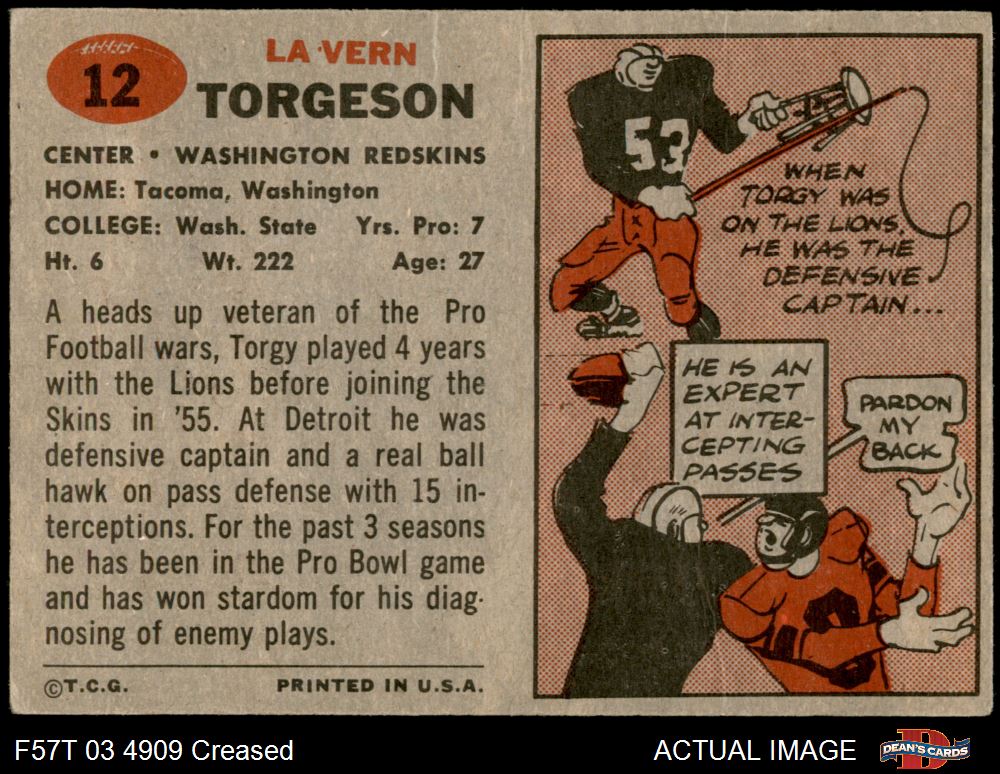 12
LA VERN
TORGESON
CENTER • WASHINGTON REDSKINS
HOME: Tacoma, Washington
COLLEGE: Wash. State Yrs. Pro: 7
Ht. 6 Wt. 222 Age: 27
A heads up veteran of the Pro
Football wars, Torgy played 4 years
with the Lions before joining the
Skins in '55. At Detroit he was
defensive captain and a real ball
hawk on pass defense with 15 in-
terceptions. For the past 3 seasons
he has been in the Pro Bowl game
and has won stardom for his diag-
nosing of enemy plays.
©T.C.G. PRINTED IN U.S.A.
53
WHEN
TORGY WAS
ON THE LIONS,
HE WAS THE
DEFENSIVE
CAPTAIN...
HE IS AN
EXPERT
AT INTER-
CEPTING
PASSES
PARDON
MY
BACK
F57T 03 4909 Creased
ACTUAL IMAGE
D
DEAN'S CARDS